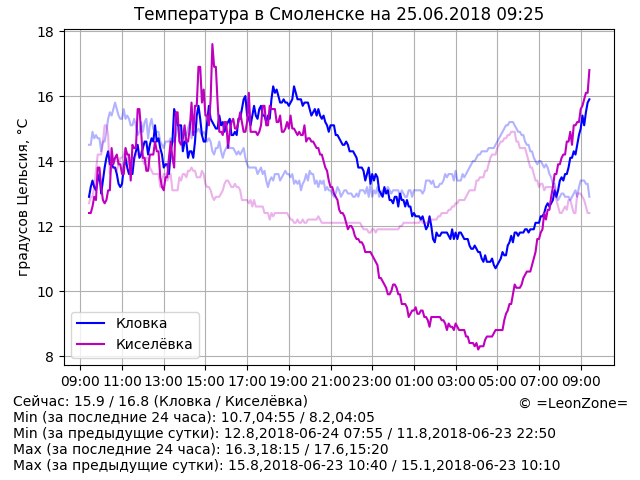 Температура в Смоленске на 25.06.2018 09:25
градусов Цельсия, °C
18
16
14
12
10
8
Кловка
Киселёвка
09:00 11:00 13:00 15:00 17:00 19:00 21:00 23:00 01:00 03:00 05:00 07:00 09:00
Сейчас: 15.9 / 16.8 (Кловка / Киселёвка)
© =LeonZone=
Min (за последние 24 часа): 10.7,04:55 / 8.2,04:05
Min (за предыдущие сутки): 12.8,2018-06-24 07:55 / 11.8,2018-06-23 22:50
Max (за последние 24 часа): 16.3,18:15 / 17.6,15:20
Max (за предыдущие сутки): 15.8,2018-06-23 10:40 / 15.1,2018-06-23 10:10